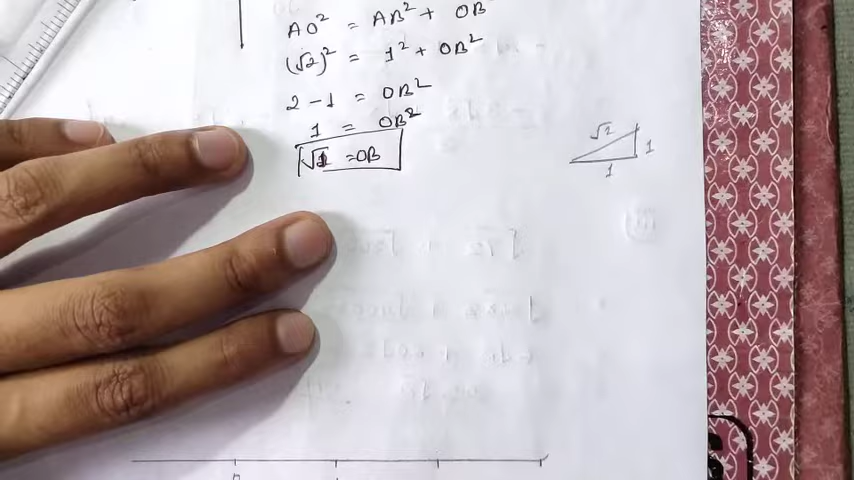 AO² = AB² + OB²
(√2)² = 1² + OB²
2 - 1 = OB²
1 = OB²
√1 = OB
√2
1
1